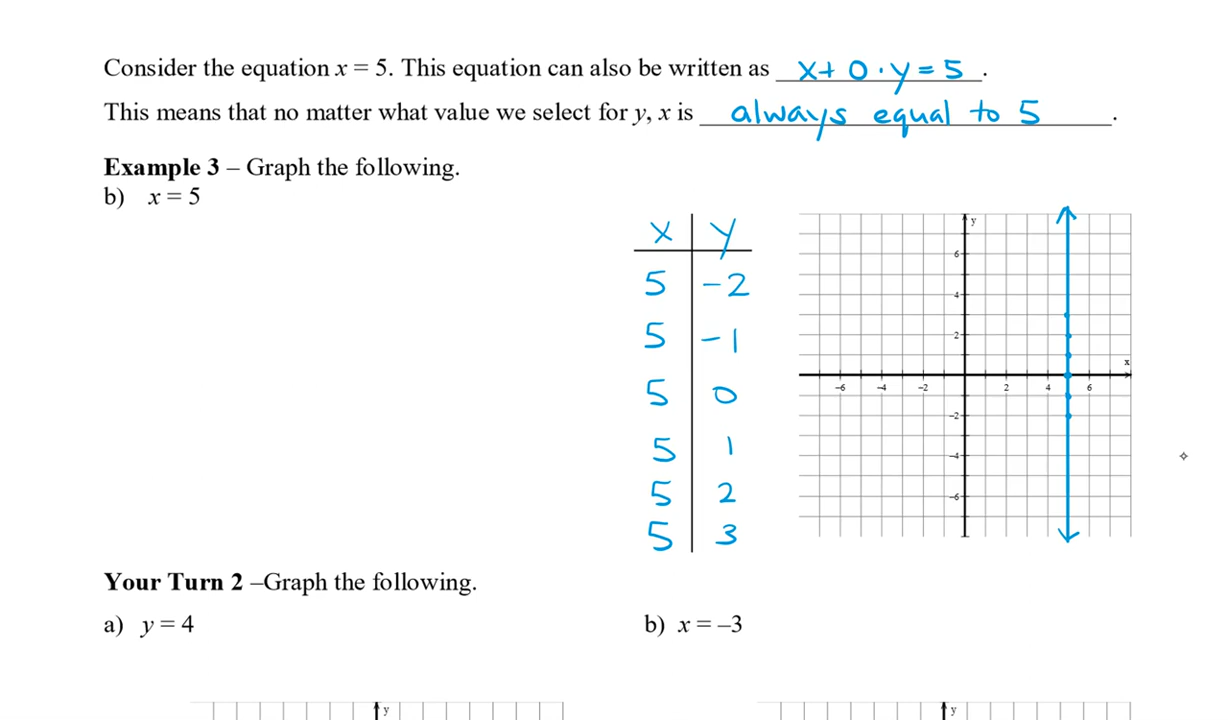 Consider the equation x = 5. This equation can also be written as x + 0 · y = 5 .
This means that no matter what value we select for y, x is always equal to 5 .
Example 3 – Graph the following.
b) x = 5
x y
5 -2
5 -1
5 0
5 1
5 2
5 3
y
6
4
2
x
-6 -4 -2 2 4 6
-2
-4
-6
Your Turn 2 –Graph the following.
a) y = 4 b) x = –3
y y